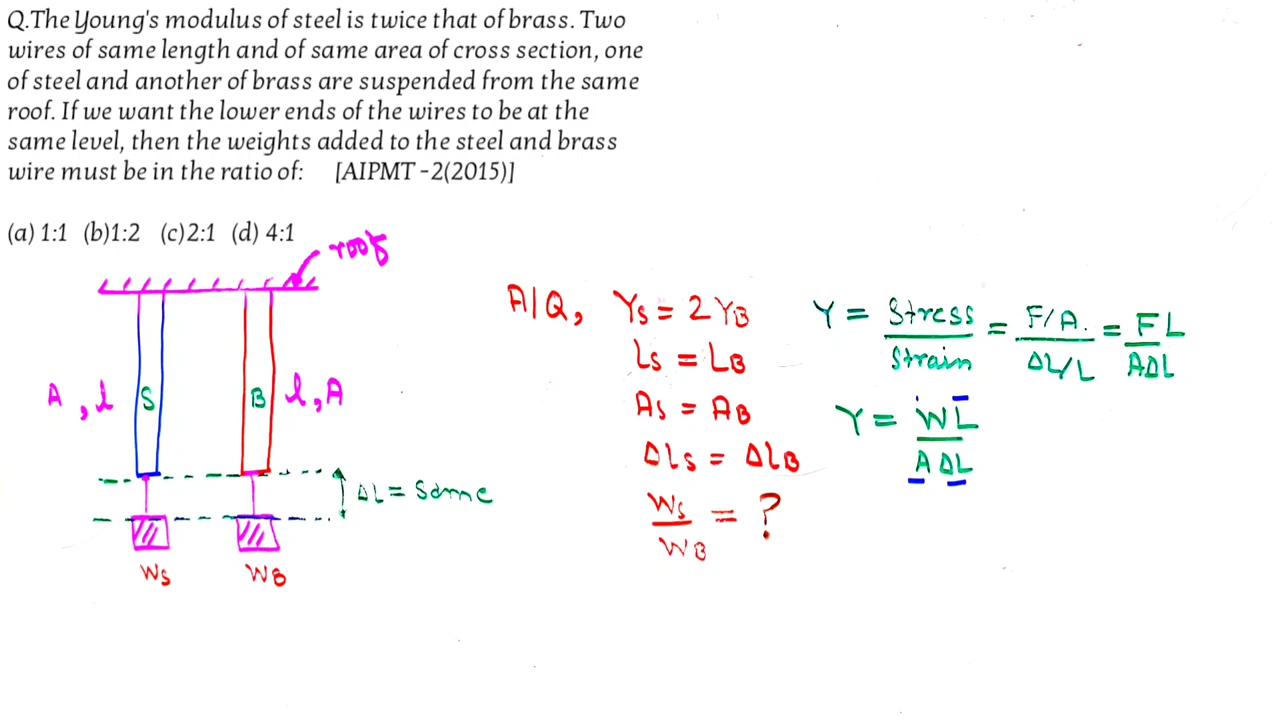 Q.The Young's modulus of steel is twice that of brass. Two
wires of same length and of same area of cross section, one
of steel and another of brass are suspended from the same
roof. If we want the lower ends of the wires to be at the
same level, then the weights added to the steel and brass
wire must be in the ratio of: [AIPMT -2(2015)]
(a) 1:1 (b)1:2 (c)2:1 (d) 4:1
roof
A/Q, Ys = 2 YB
Ls = LB
As = AB
ΔLs = ΔLB
Ws/WB = ?
Y = Stress/Strain = F/A./ΔL/L = FL/AΔL
Y = WL/AΔL
A, l S B l, A
ΔL = Same
Ws WB